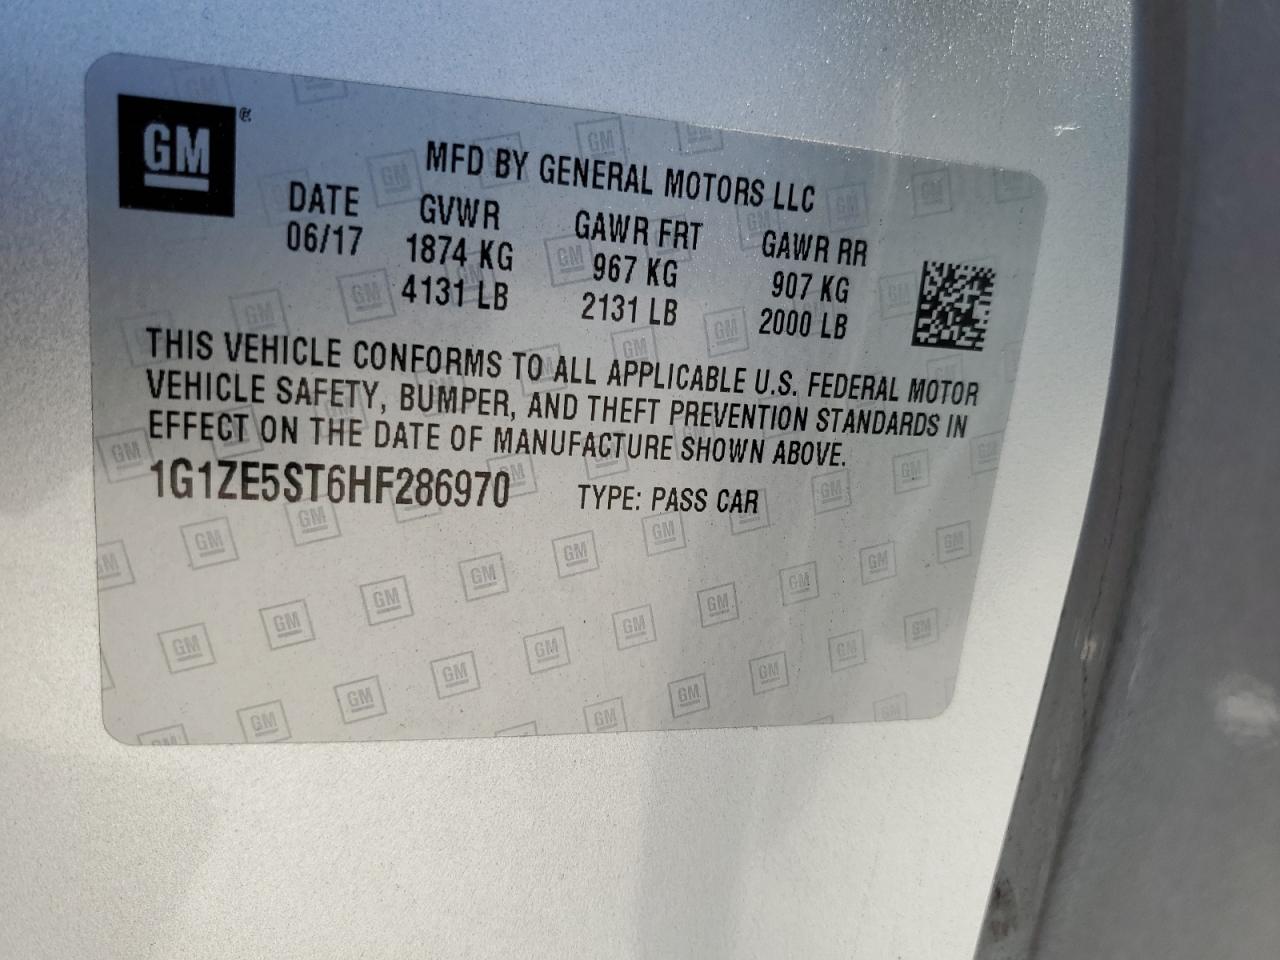 GM ®
MFD BY GENERAL MOTORS LLC
DATE GVWR GAWR FRT GAWR RR
06/17 1874 KG 967 KG 907 KG
4131 LB 2131 LB 2000 LB
THIS VEHICLE CONFORMS TO ALL APPLICABLE U.S. FEDERAL MOTOR
VEHICLE SAFETY, BUMPER, AND THEFT PREVENTION STANDARDS IN
EFFECT ON THE DATE OF MANUFACTURE SHOWN ABOVE.
1G1ZE5ST6HF286970 TYPE: PASS CAR